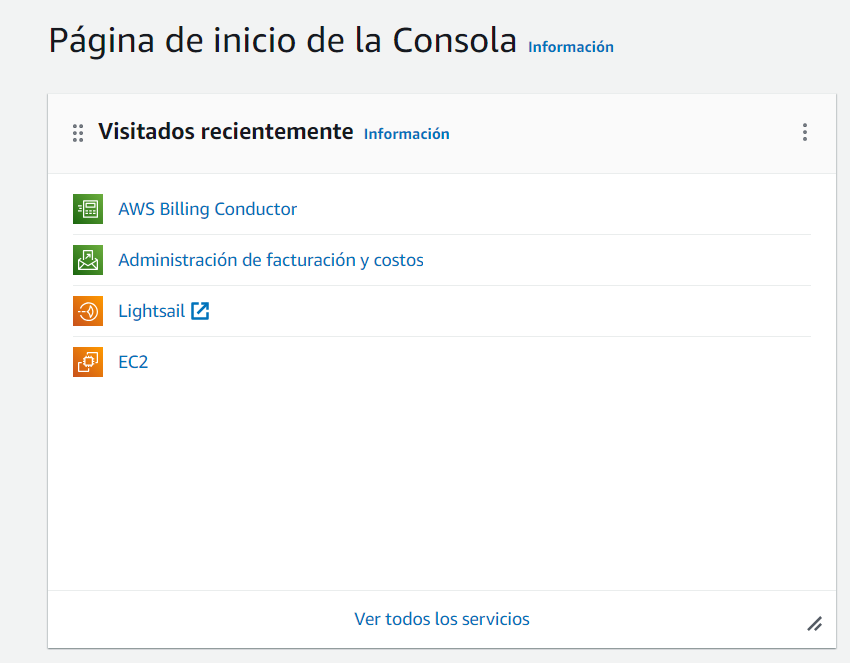 Página de inicio de la Consola Información
Visitados recientemente Información
AWS Billing Conductor
Administración de facturación y costos
Lightsail
EC2
Ver todos los servicios